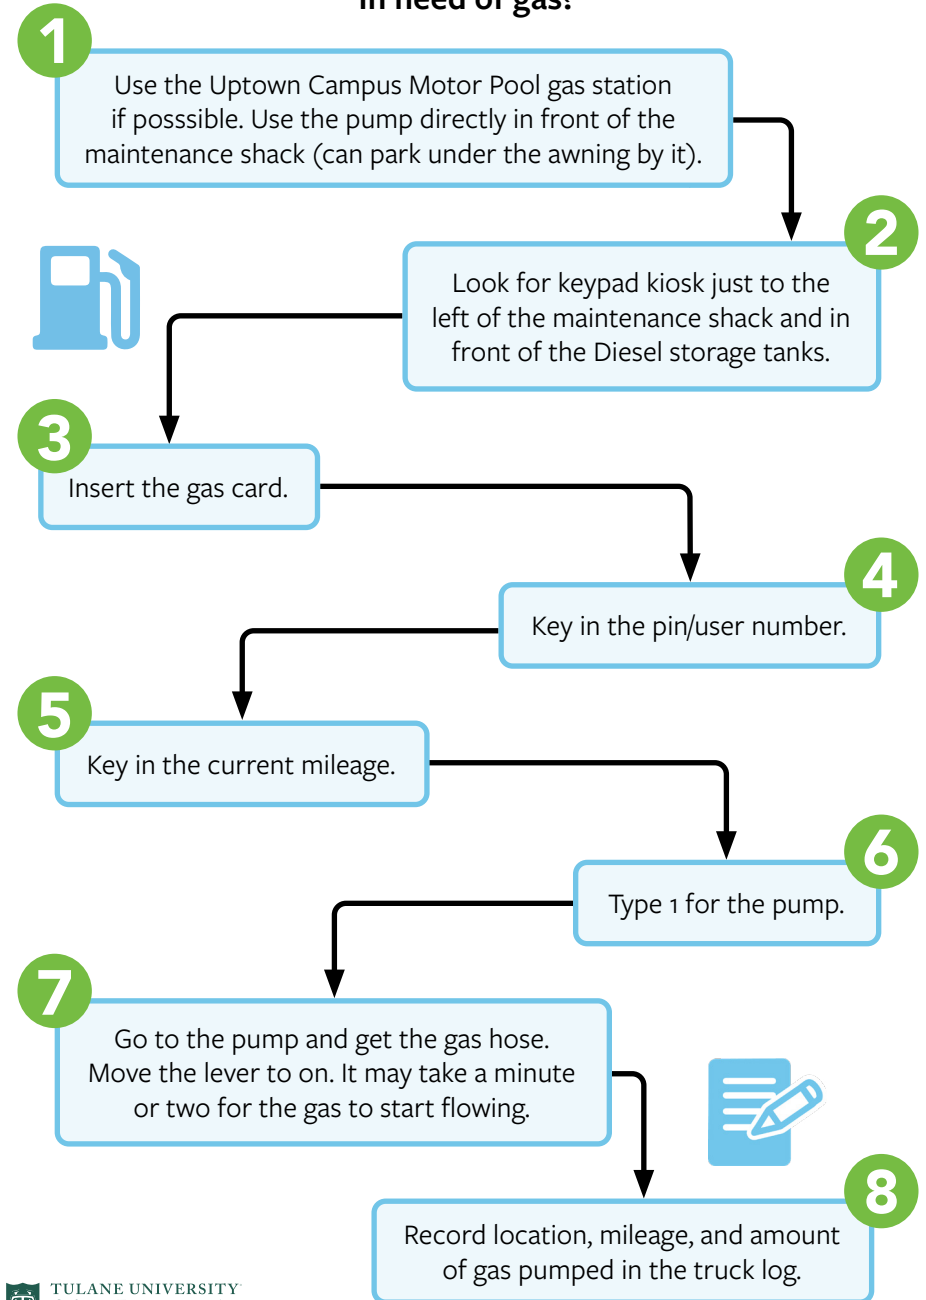 in need of gas?
1
Use the Uptown Campus Motor Pool gas station
if posssible. Use the pump directly in front of the
maintenance shack (can park under the awning by it).
2
Look for keypad kiosk just to the
left of the maintenance shack and in
front of the Diesel storage tanks.
3
Insert the gas card.
4
Key in the pin/user number.
5
Key in the current mileage.
6
Type 1 for the pump.
7
Go to the pump and get the gas hose.
Move the lever to on. It may take a minute
or two for the gas to start flowing.
8
Record location, mileage, and amount
of gas pumped in the truck log.
TULANE UNIVERSITY